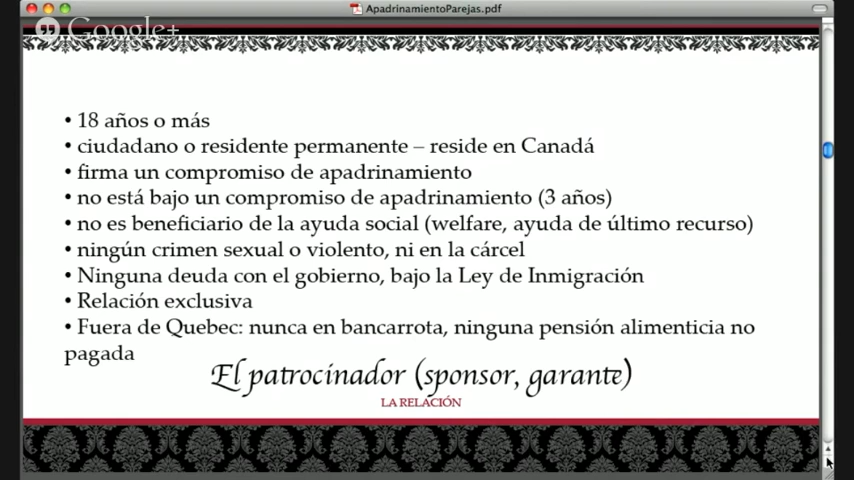 ApadrinamientoParejas.pdf
Google+
• 18 años o más
• ciudadano o residente permanente – reside en Canadá
• firma un compromiso de apadrinamiento
• no está bajo un compromiso de apadrinamiento (3 años)
• no es beneficiario de la ayuda social (welfare, ayuda de último recurso)
• ningún crimen sexual o violento, ni en la cárcel
• Ninguna deuda con el gobierno, bajo la Ley de Inmigración
• Relación exclusiva
• Fuera de Quebec: nunca en bancarrota, ninguna pensión alimenticia no
pagada
El patrocinador (sponsor, garante)
LA RELACIÓN